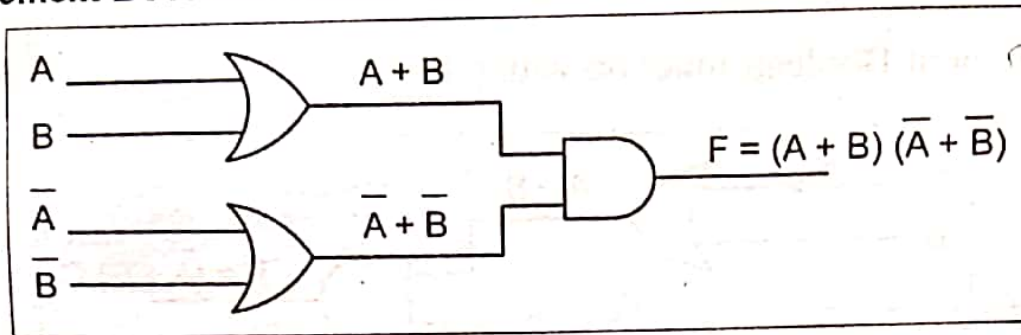 A
A + B
B
F = (A + B) (A̅ + B̅)
A̅
A̅ + B̅
B̅